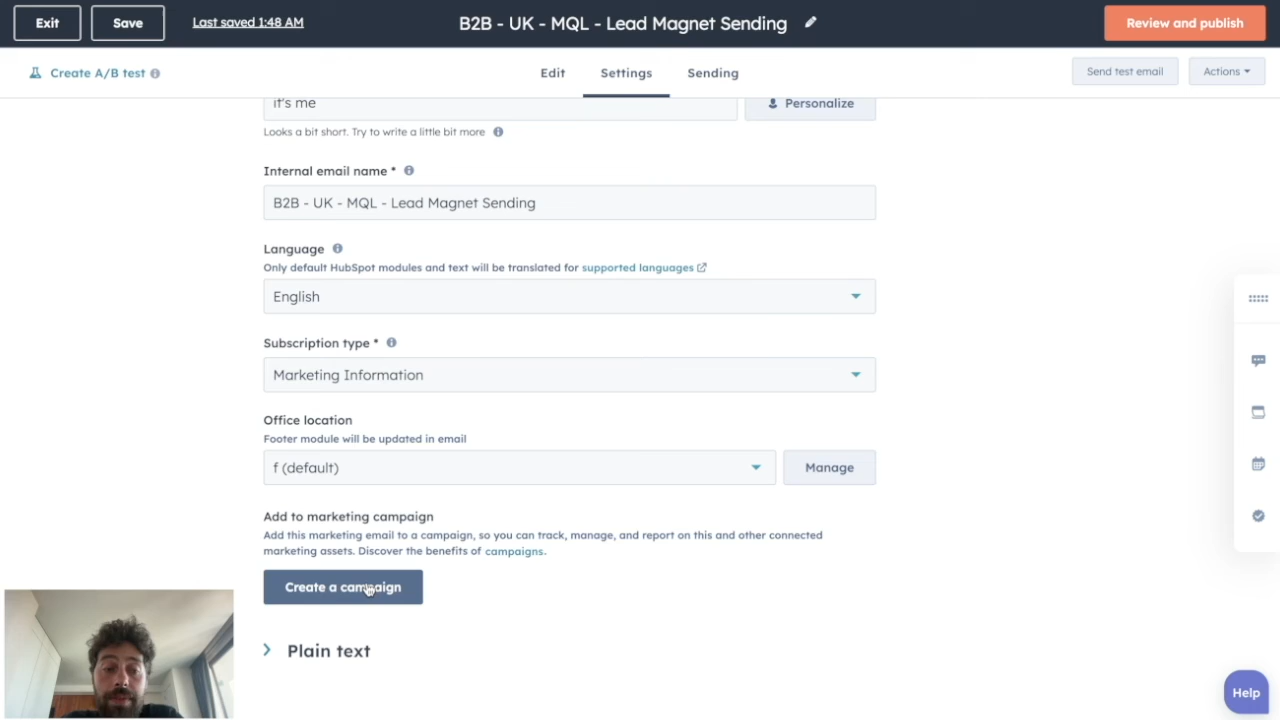 Exit
Save
Last saved 1:48 AM
B2B - UK - MQL - Lead Magnet Sending
Review and publish
Create A/B test
Edit
Settings
Sending
Send test email
Actions
it's me
Personalize
Looks a bit short. Try to write a little bit more
Internal email name *
B2B - UK - MQL - Lead Magnet Sending
Language
Only default HubSpot modules and text will be translated for supported languages
English
Subscription type *
Marketing Information
Office location
Footer module will be updated in email
f (default)
Manage
Add to marketing campaign
Add this marketing email to a campaign, so you can track, manage, and report on this and other connected
marketing assets. Discover the benefits of campaigns.
Create a campaign
Plain text
Help